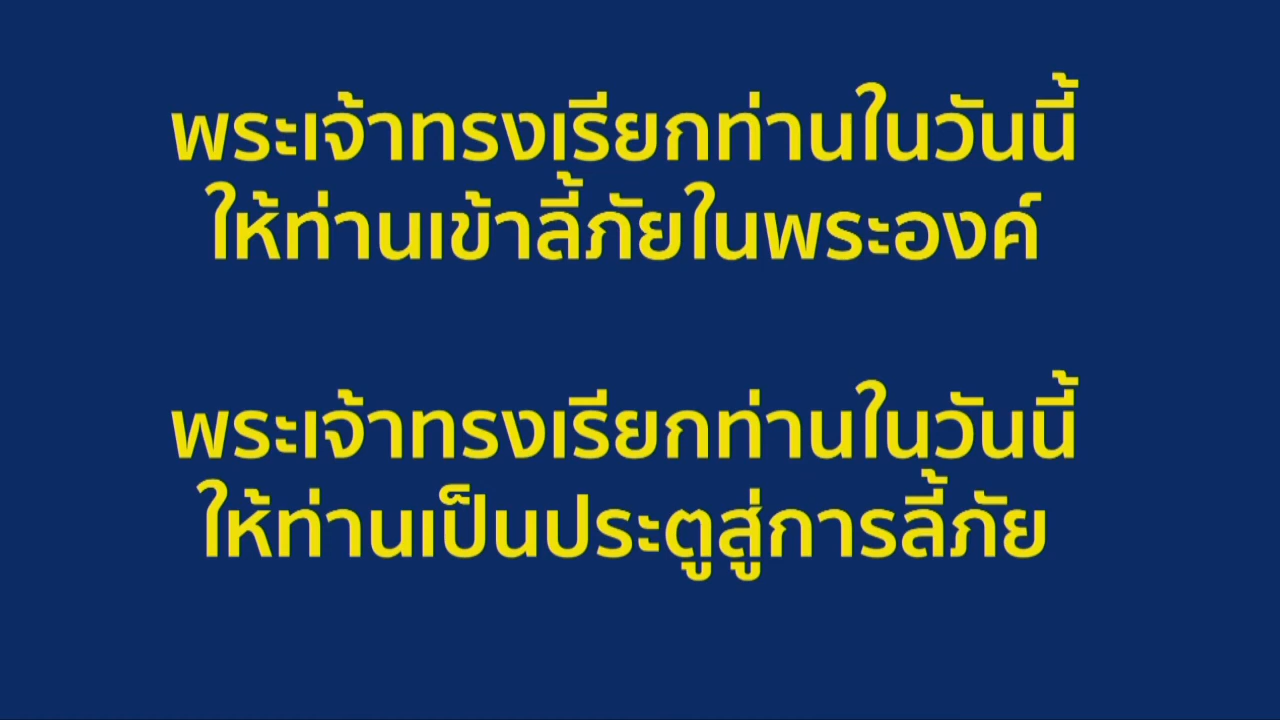 พระเจ้าทรงเรียกท่านในวันนี้
ให้ท่านเข้าลี้ภัยในพระองค์
พระเจ้าทรงเรียกท่านในวันนี้
ให้ท่านเป็นประตูสู่การลี้ภัย